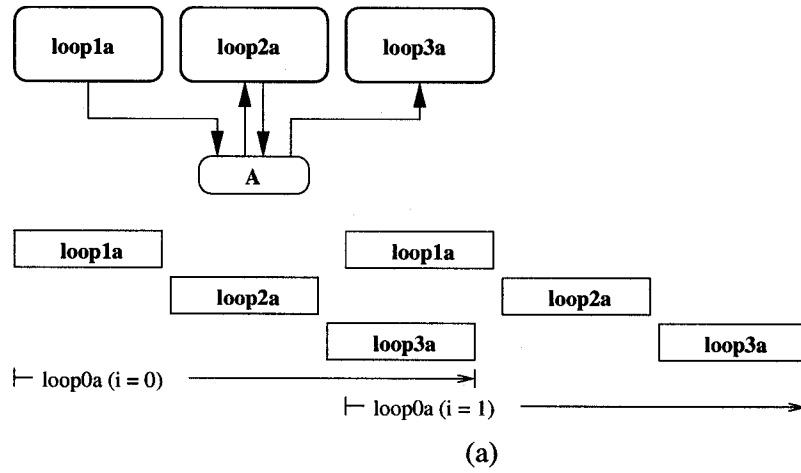 loop1a loop2a loop3a
A
loop1a loop1a
loop2a loop2a
loop3a loop3a
loop0a (i = 0)
loop0a (i = 1)
(a)